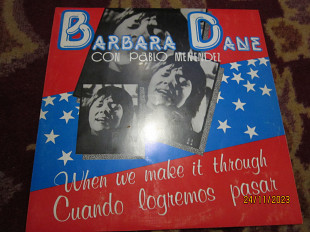 BARBARA DANE
CON PABLO MENENDEZ
When we make it through
Cuando logremos pasar
24/11/2023